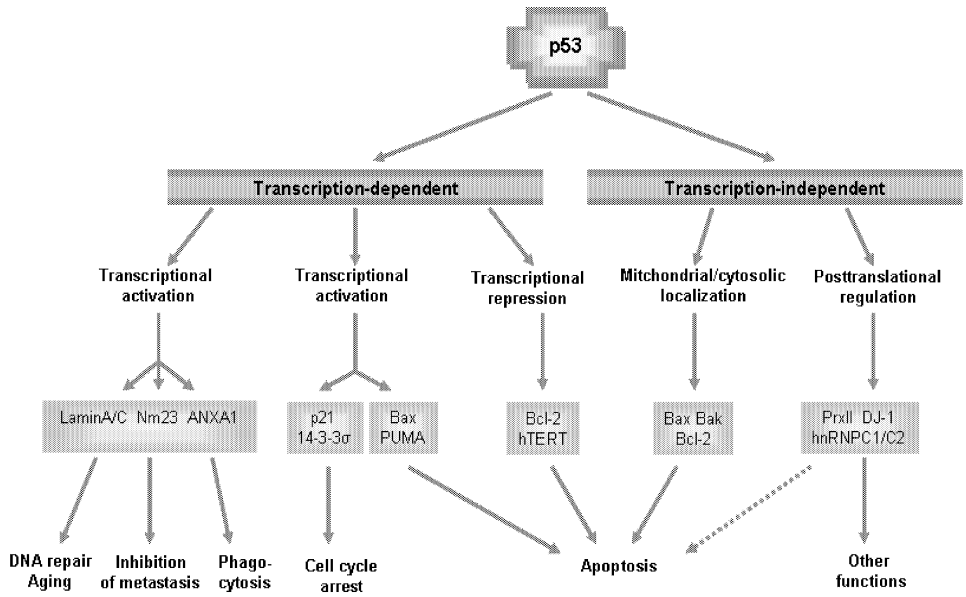 p53
Transcription-dependent
Transcription-independent
Transcriptional
activation
Transcriptional
activation
Transcriptional
repression
Mitchondrial/cytosolic
localization
Posttranslational
regulation
LaminA/C Nm23 ANXA1
p21
14-3-3σ
Bax
PUMA
Bcl-2
hTERT
Bax Bak
Bcl-2
PrxII DJ-1
hnRNPC1/C2
DNA repair
Aging
Inhibition
of metastasis
Phago-
cytosis
Cell cycle
arrest
Apoptosis
Other
functions